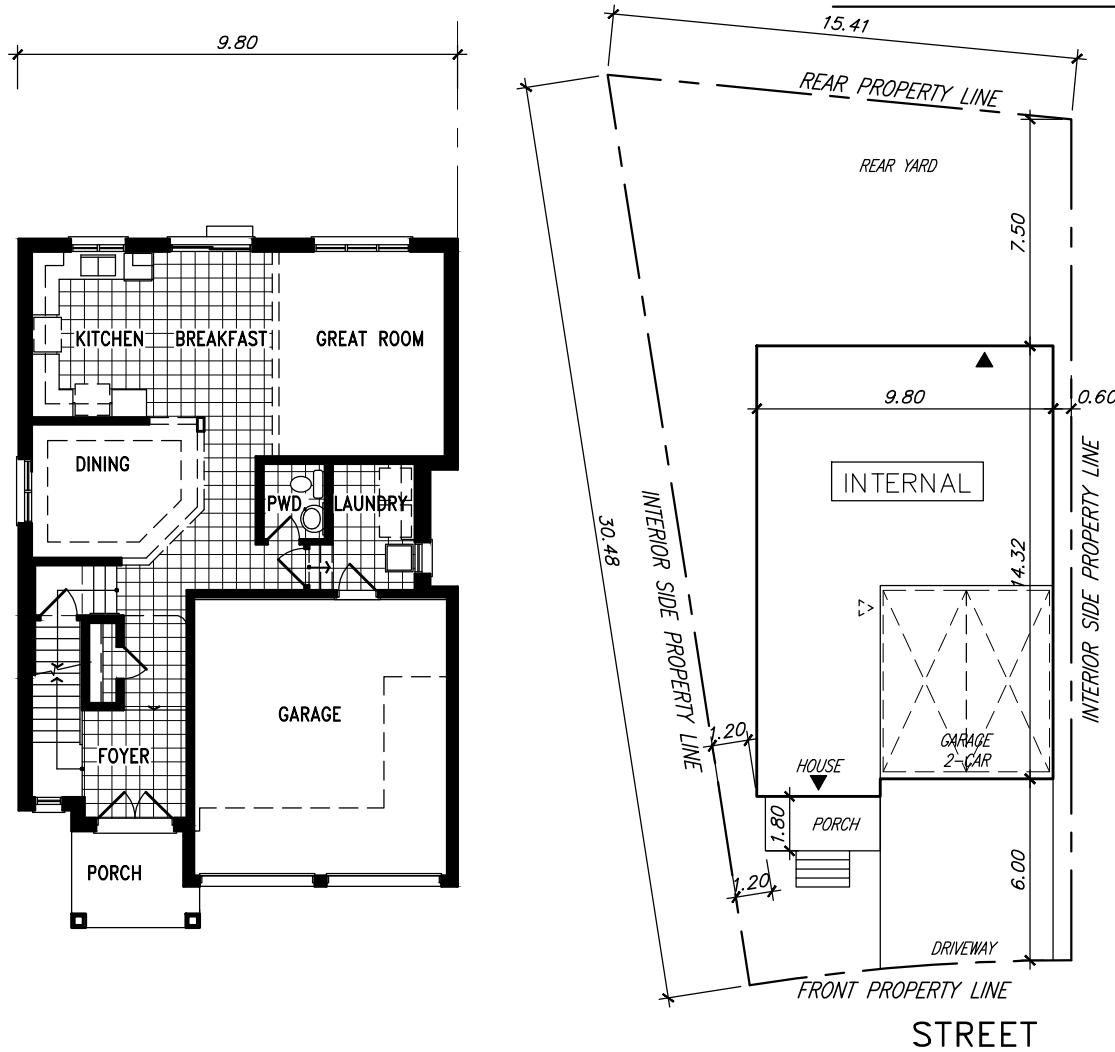 9.80
KITCHEN
BREAKFAST
GREAT ROOM
DINING
PWD.
LAUNDRY
GARAGE
FOYER
PORCH
15.41
REAR PROPERTY LINE
REAR YARD
7.50
9.80
0.60
INTERNAL
30.48
INTERIOR SIDE PROPERTY LINE
14.32
INTERIOR SIDE PROPERTY LINE
1.20
GARAGE
2-CAR
HOUSE
1.80
PORCH
1.20
6.00
DRIVEWAY
FRONT PROPERTY LINE
STREET